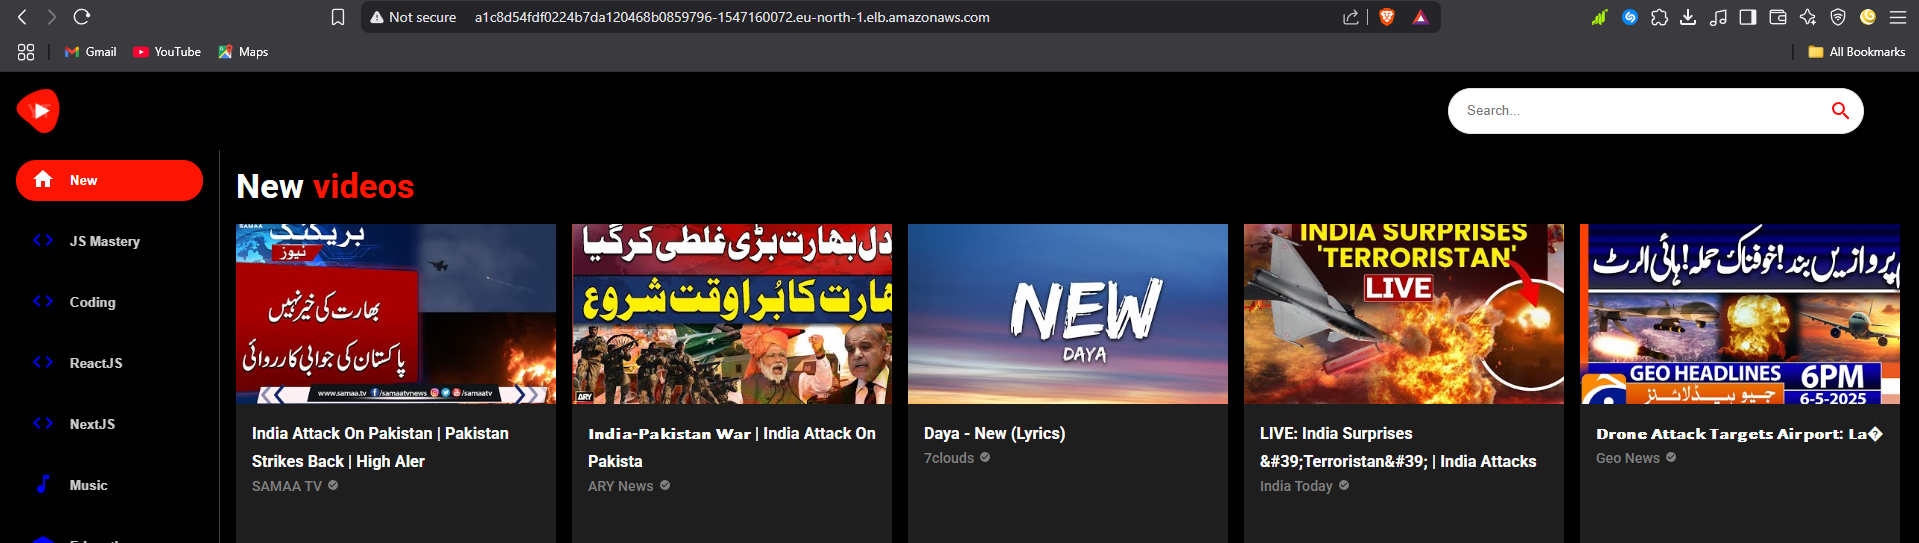 Not secure a1c8d54fdf0224b7da120468b0859796-1547160072.eu-north-1.elb.amazonaws.com
Gmail YouTube Maps All Bookmarks
Search...
New
JS Mastery
Coding
ReactJS
NextJS
Music
New videos
SAMAA
بریکنگ
نیوز
بھارت کی خیر نہیں
پاکستان کی جوابی کارروائی
www.samaa.tv /samaatvnews /samaatv
India Attack On Pakistan | Pakistan
Strikes Back | High Aler
SAMAA TV
دل بھارت بڑی غلطی کر گیا
بھارت کا بُرا وقت شروع
ARY
India-Pakistan War | India Attack On
Pakista
ARY News
NEW
DAYA
Daya - New (Lyrics)
7clouds
INDIA SURPRISES
'TERRORISTAN'
LIVE
LIVE: India Surprises
&#39;Terroristan&#39; | India Attacks
India Today
پروازیں بند! خوفناک حملہ! ہائی الرٹ
GEO HEADLINES 6PM
جیو ہیڈلائنز 6-5-2025
Drone Attack Targets Airport: La�
Geo News